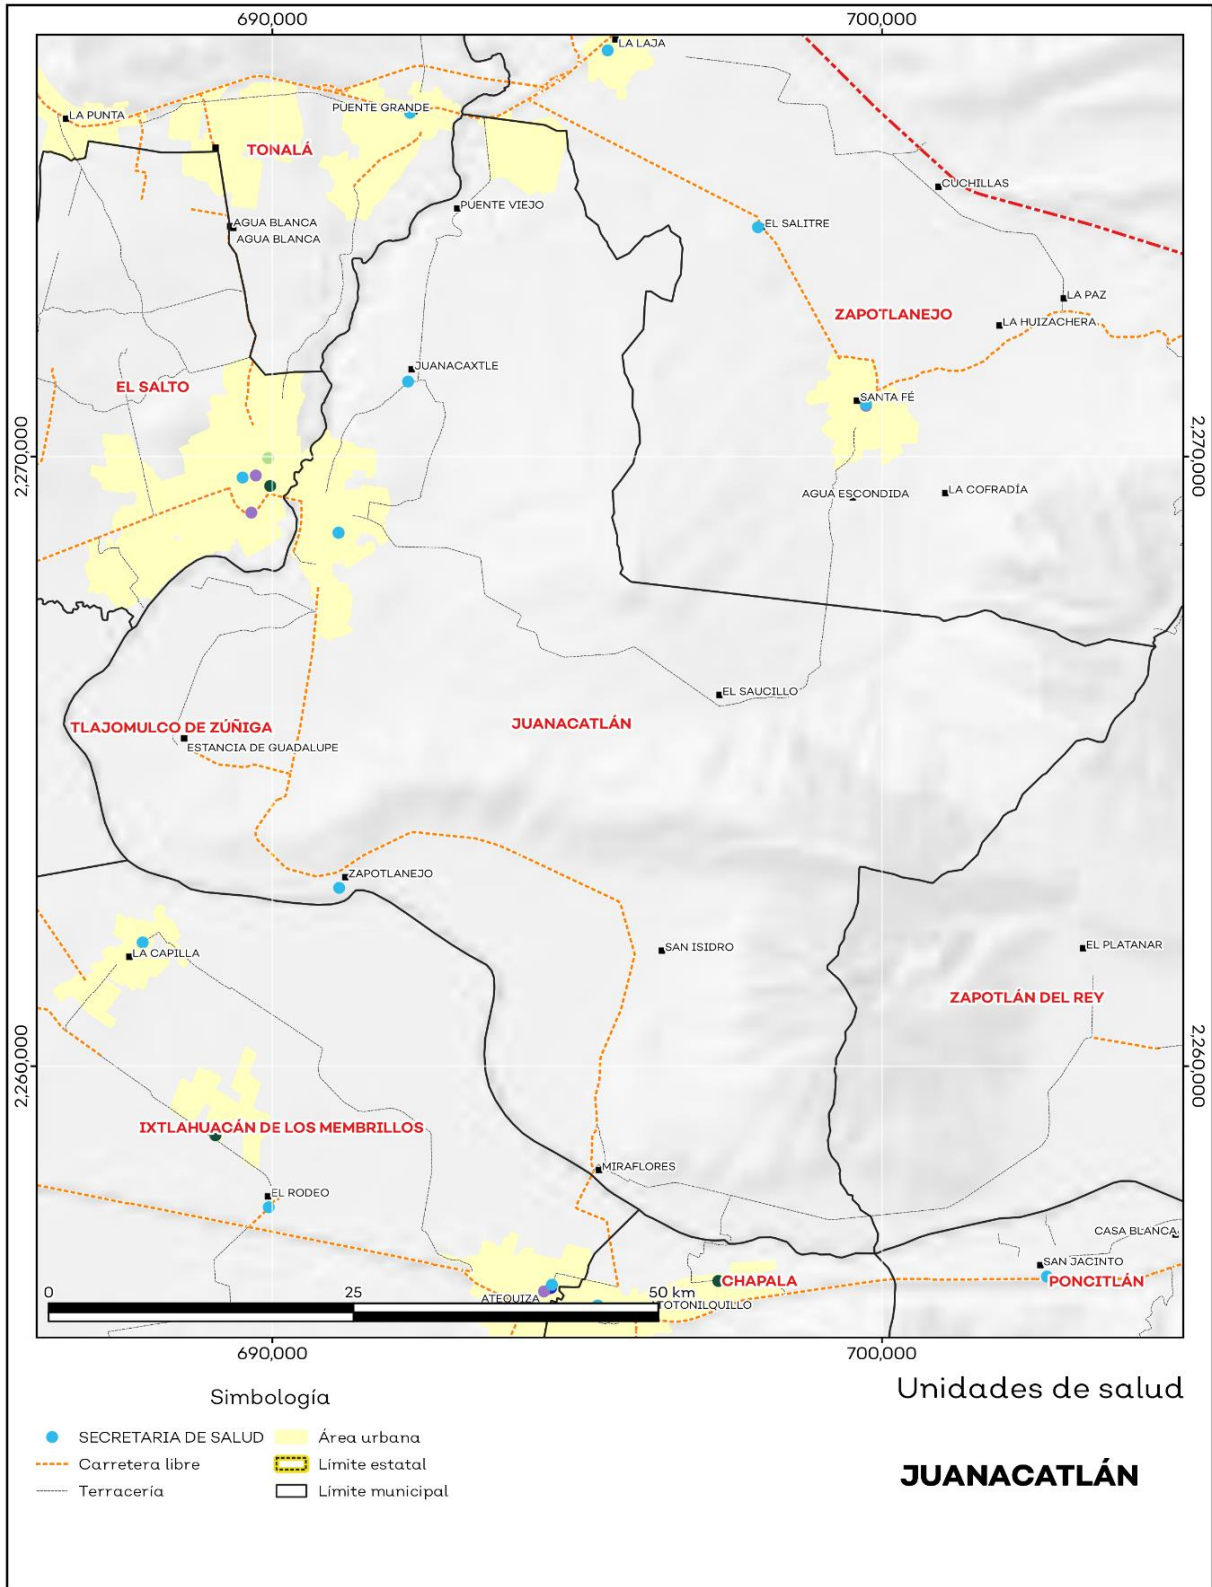 690,000
700,000
LA LAJA
PUENTE GRANDE
LA PUNTA
TONALÁ
CUCHILLAS
PUENTE VIEJO
AGUA BLANCA
EL SALITRE
AGUA BLANCA
LA PAZ
ZAPOTLANEJO
LA HUIZACHERA
JUANACAXTLE
EL SALTO
SANTA FÉ
2,270,000
2,270,000
AGUA ESCONDIDA
LA COFRADÍA
EL SAUCILLO
TLAJOMULCO DE ZÚÑIGA
JUANACATLÁN
ESTANCIA DE GUADALUPE
ZAPOTLANEJO
SAN ISIDRO
EL PLATANAR
LA CAPILLA
ZAPOTLÁN DEL REY
2,260,000
2,260,000
IXTLAHUACÁN DE LOS MEMBRILLOS
MIRAFLORES
EL RODEO
CASA BLANCA
SAN JACINTO
CHAPALA
PONCITLÁN
0
25
50 km
ATEQUIZA
TOTONILQUILLO
690,000
700,000
Unidades de salud
Simbología
SECRETARIA DE SALUD
Área urbana
Carretera libre
Límite estatal
JUANACATLÁN
Terracería
Límite municipal